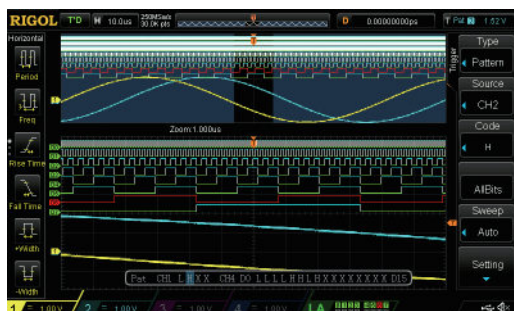 RIGOL T'D H 10.0us 250MSa/s 30.0K pts D 0.00000000ps T Pat 2 1.52V
Horizontal
Period
Freq
Rise Time
Fall Time
+Width
-Width
Trigger
Type
Pattern
Source
CH2
Code
H
AllBits
Sweep
Auto
Setting
Zoom:1.000us
Pat CH1 L H X X CH4 D0 L L L L H H L H X X X X X X X X D15
1 = 1.00V 2 = 1.00V 3 = 1.00V 4 = 1.00V LA